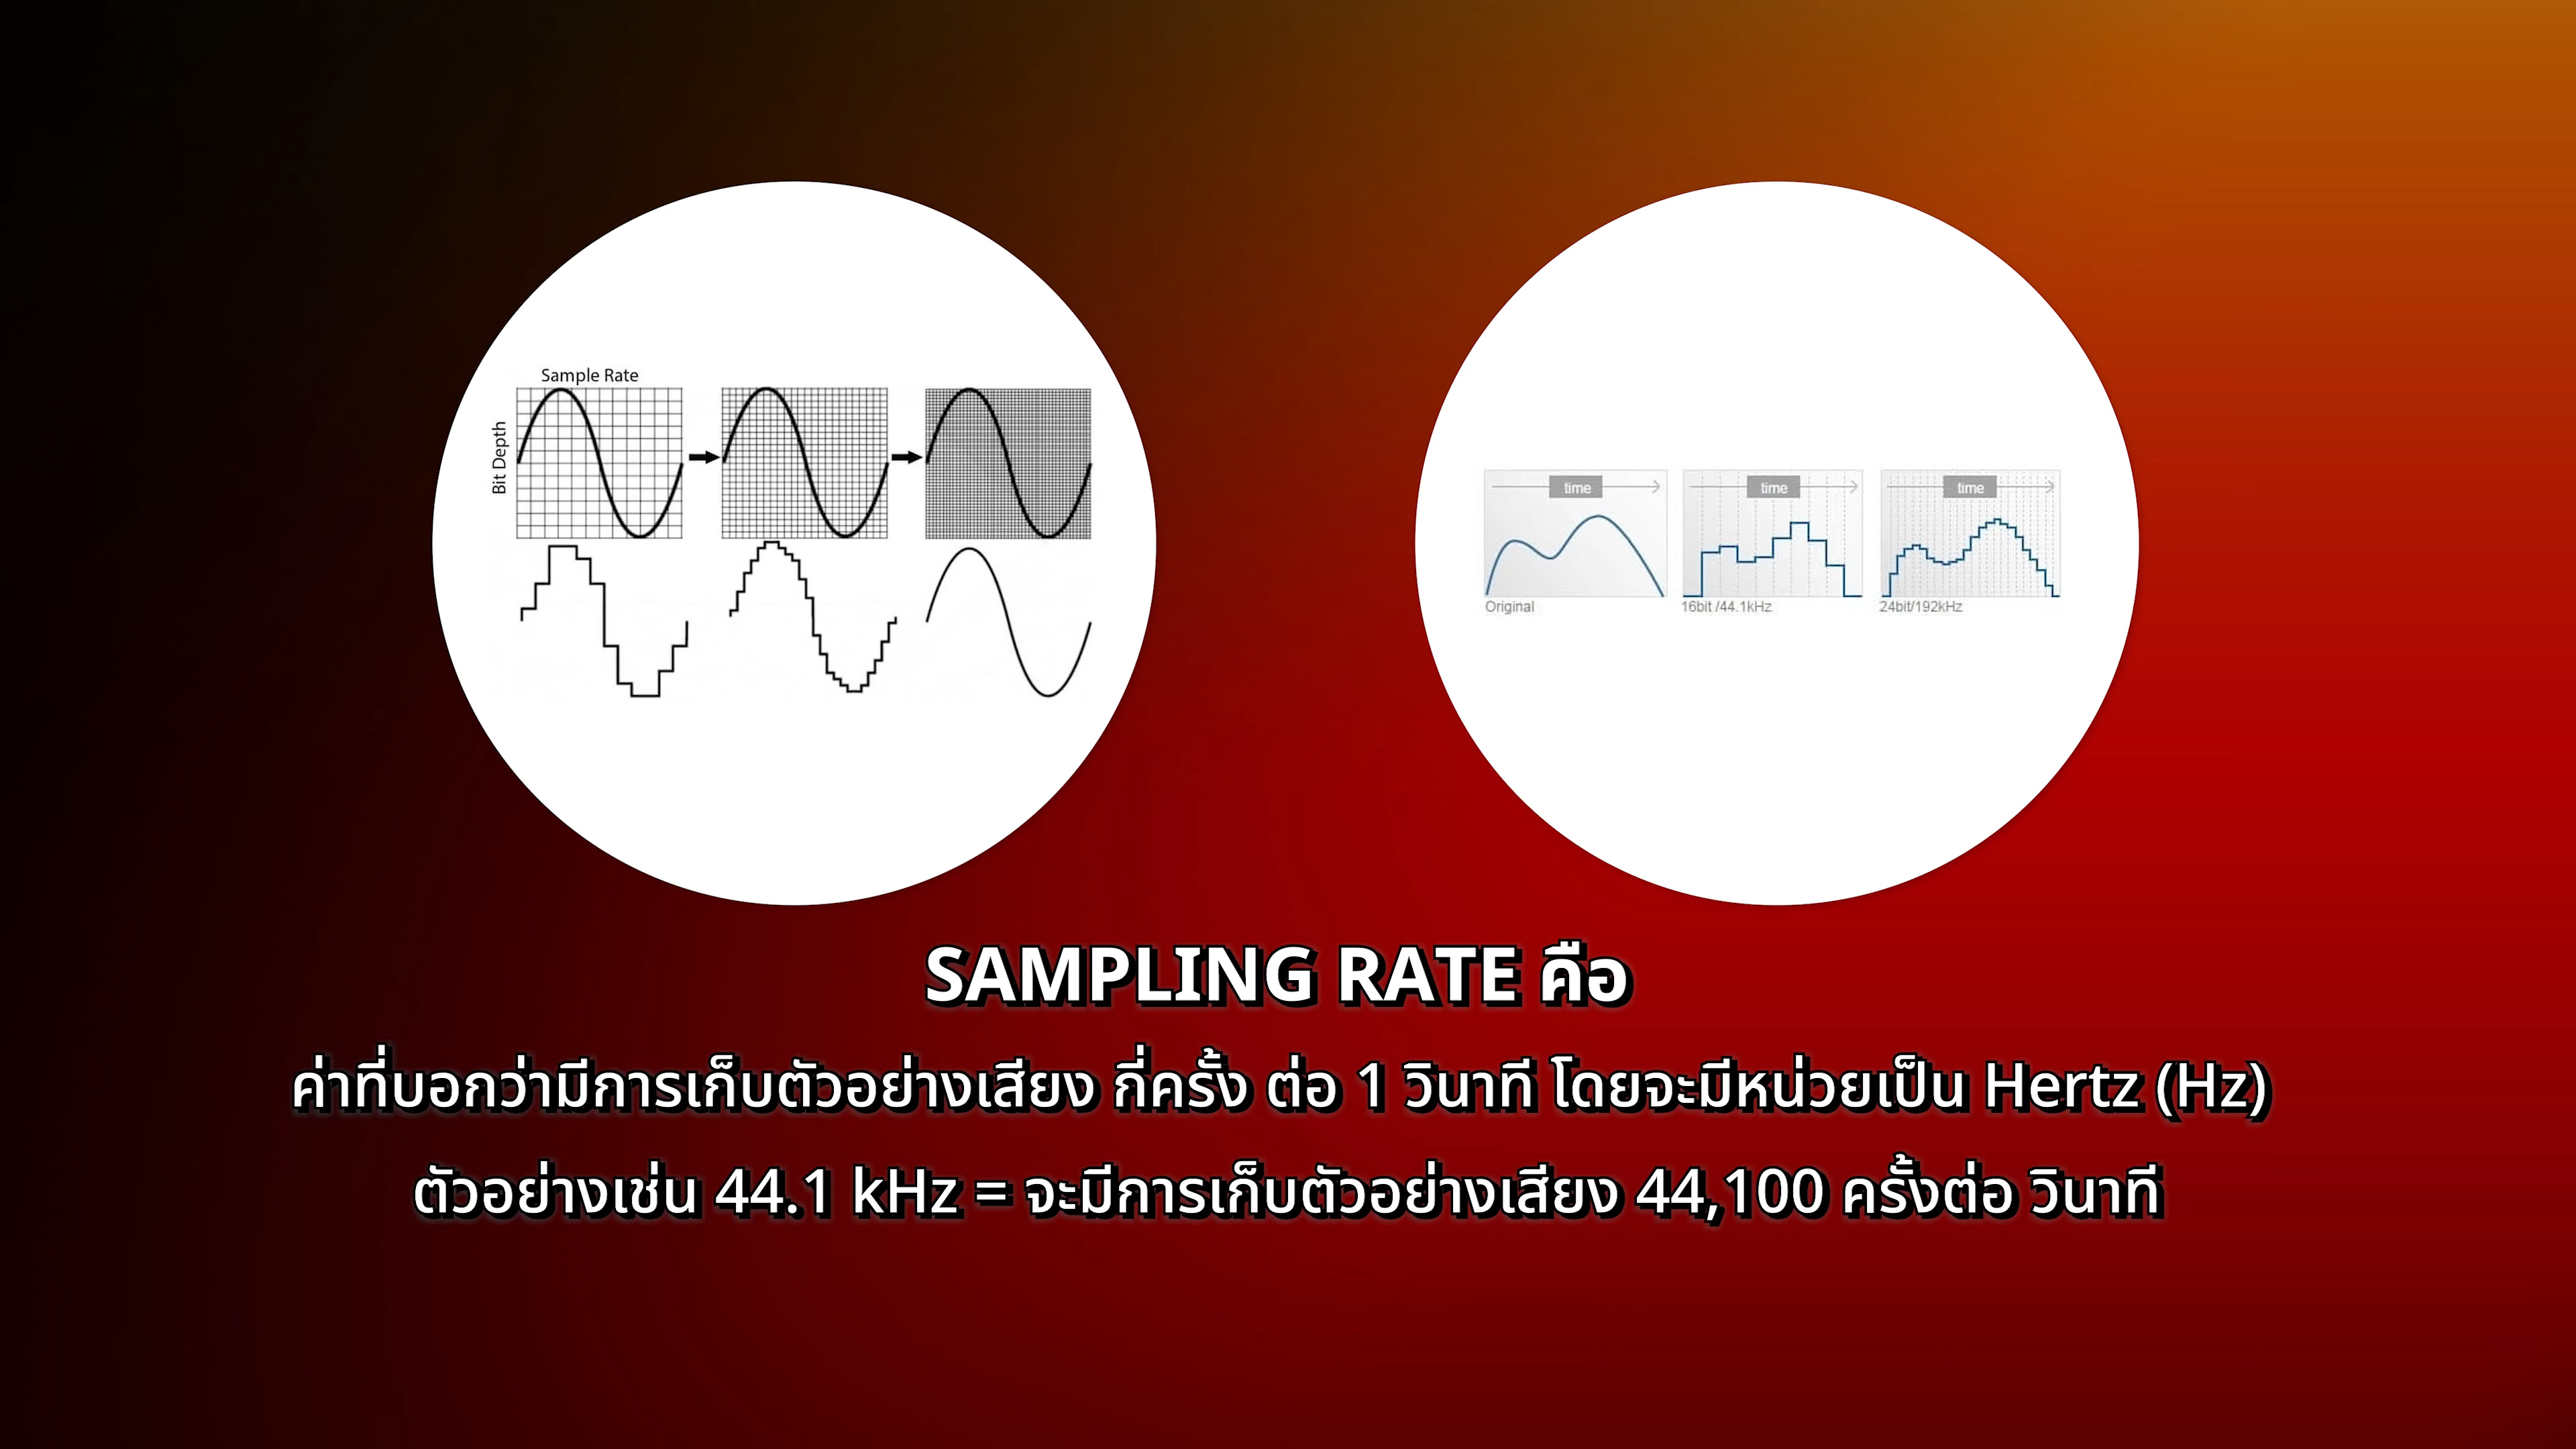 Sample Rate
Bit Depth
time
time
time
Original
16bit /44.1kHz
24bit/192kHz
SAMPLING RATE คือ
ค่าที่บอกว่ามีการเก็บตัวอย่างเสียง กี่ครั้ง ต่อ 1 วินาที โดยจะมีหน่วยเป็น Hertz (Hz)
ตัวอย่างเช่น 44.1 kHz = จะมีการเก็บตัวอย่างเสียง 44,100 ครั้งต่อ วินาที